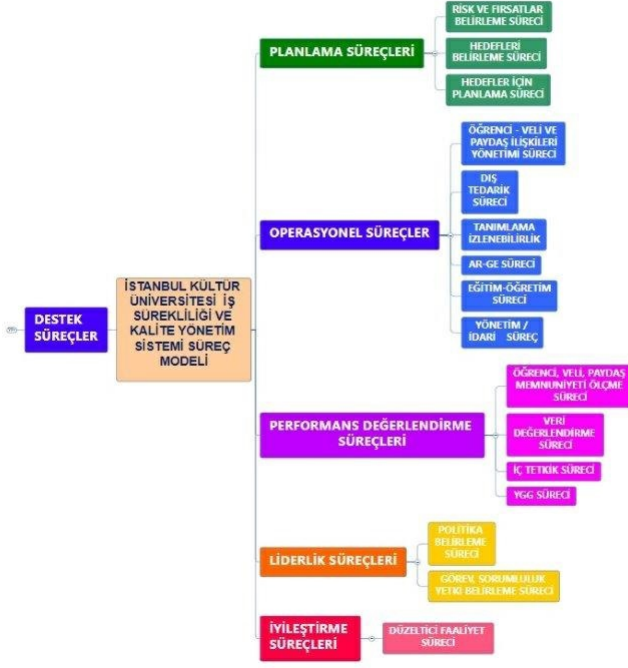 DESTEK
SÜREÇLER
İSTANBUL KÜLTÜR
ÜNİVERSİTESİ İŞ
SÜREKLİLİĞİ VE
KALİTE YÖNETİM
SİSTEMİ SÜREÇ
MODELİ
PLANLAMA SÜREÇLERİ
RİSK VE FIRSATLAR
BELİRLEME SÜRECİ
HEDEFLERİ
BELİRLEME SÜRECİ
HEDEFLER İÇİN
PLANLAMA SÜRECİ
OPERASYONEL SÜREÇLER
ÖĞRENCİ - VELİ VE
PAYDAŞ İLİŞKİLERİ
YÖNETİMİ SÜRECİ
DIŞ
TEDARİK
SÜRECİ
TANIMLAMA
İZLENEBİLİRLİK
AR-GE SÜRECİ
EĞİTİM-ÖĞRETİM
SÜRECİ
YÖNETİM /
İDARİ SÜREÇ
PERFORMANS DEĞERLENDİRME
SÜREÇLERİ
ÖĞRENCİ, VELİ, PAYDAŞ
MEMNUNİYETİ ÖLÇME
SÜRECİ
VERİ
DEĞERLENDİRME
SÜRECİ
İÇ TETKİK SÜRECİ
YGG SÜRECİ
LİDERLİK SÜREÇLERİ
POLİTİKA
BELİRLEME
SÜRECİ
GÖREV, SORUMLULUK
YETKİ BELİRLEME SÜRECİ
İYİLEŞTİRME
SÜREÇLERİ
DÜZELTİCİ FAALİYET
SÜRECİ